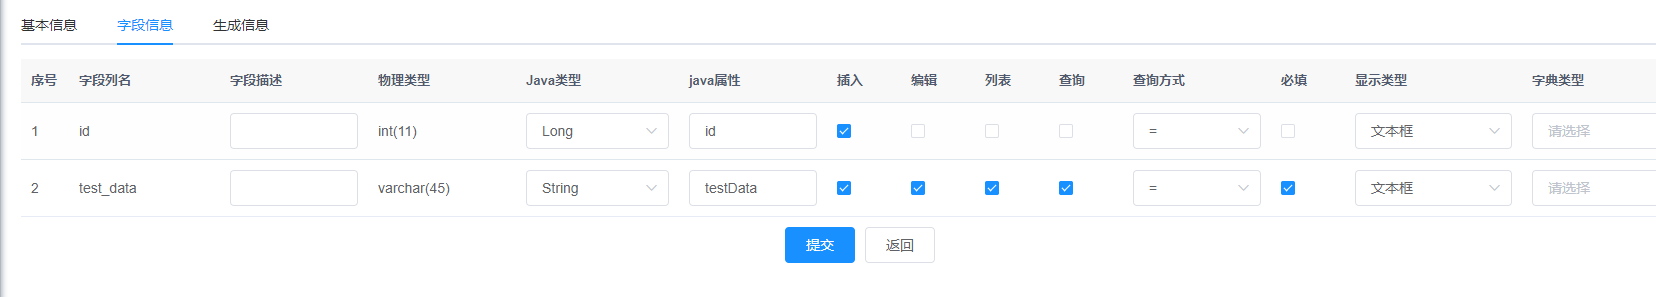 基本信息 字段信息 生成信息
序号 字段列名 字段描述 物理类型 Java类型 java属性 插入 编辑 列表 查询 查询方式 必填 显示类型 字典类型
1 id int(11) Long id = 文本框 请选择
2 test_data varchar(45) String testData = 文本框 请选择
提交 返回